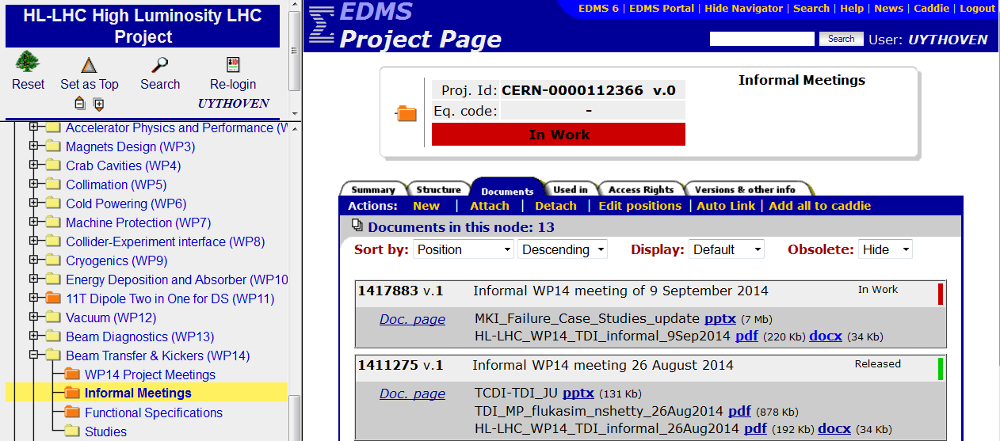 HL-LHC High Luminosity LHC
Project
Reset
Set as Top
Search
Re-login
UYTHOVEN
Accelerator Physics and Performance (W
Magnets Design (WP3)
Crab Cavities (WP4)
Collimation (WP5)
Cold Powering (WP6)
Machine Protection (WP7)
Collider-Experiment interface (WP8)
Cryogenics (WP9)
Energy Deposition and Absorber (WP10
11T Dipole Two in One for DS (WP11)
Vacuum (WP12)
Beam Diagnostics (WP13)
Beam Transfer & Kickers (WP14)
WP14 Project Meetings
Informal Meetings
Functional Specifications
Studies
EDMS
Project Page
EDMS 6 | EDMS Portal | Hide Navigator | Search | Help | News | Caddie | Logout
Search User: UYTHOVEN
Informal Meetings
Proj. Id: CERN-0000112366 v.0
Eq. code: -
In Work
Summary Structure Documents Used in Access Rights Versions & other info
Actions: New | Attach | Detach | Edit positions | Auto Link | Add all to caddie
Documents in this node: 13
Sort by: Position Descending Display: Default Obsolete: Hide
1417883 v.1 Informal WP14 meeting of 9 September 2014 In Work
Doc. page MKI_Failure_Case_Studies_update pptx (7 Mb)
HL-LHC_WP14_TDI_informal_9Sep2014 pdf (220 Kb) docx (34 Kb)
1411275 v.1 Informal WP14 meeting 26 August 2014 Released
Doc. page TCDI-TDI_JU pptx (131 Kb)
TDI_MP_flukasim_nshetty_26Aug2014 pdf (878 Kb)
HL-LHC_WP14_TDI_informal_26Aug2014 pdf (192 Kb) docx (34 Kb)